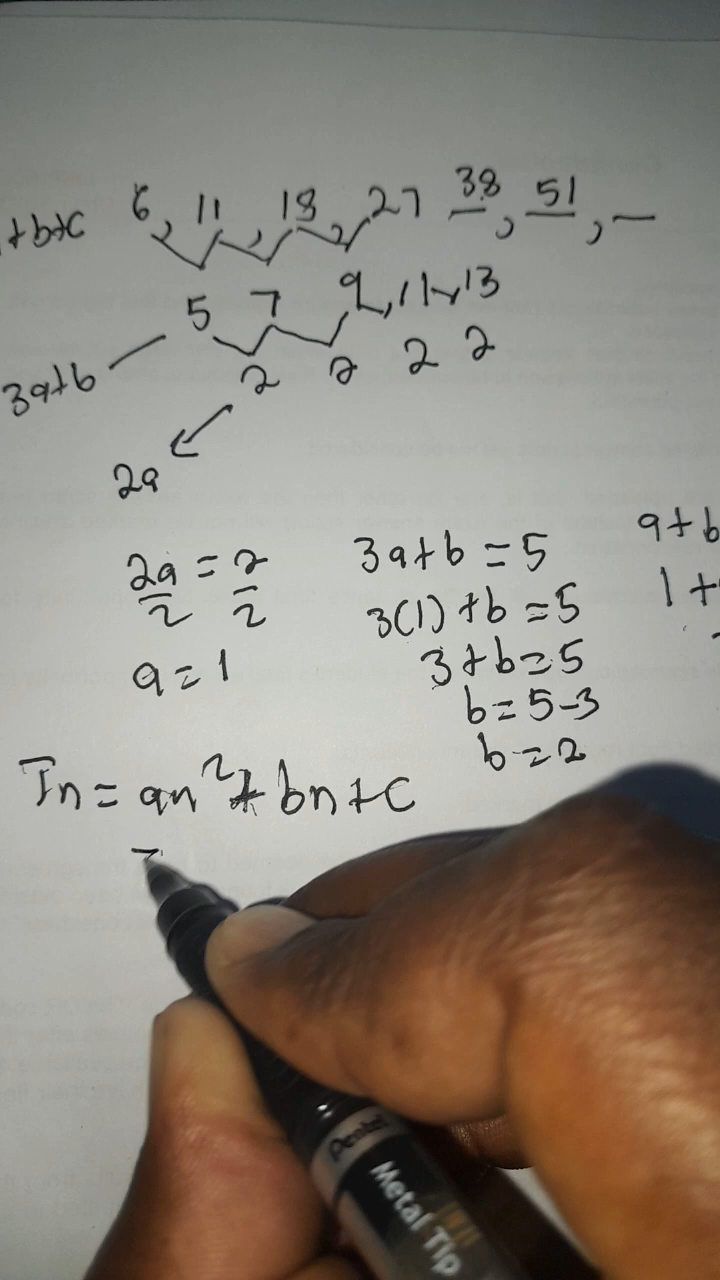 +b+c 6, 11, 18, 27 38, 51,
5 7 9, 11 13
3a+b 2 2 2 2
2a
2a = 2 3a+b = 5 a+b
2 2 3(1)+b = 5 1+
a = 1 3+b = 5
b = 5-3
b = 2
Tn = an²+bn+c
=
Pentel
Metal Tip